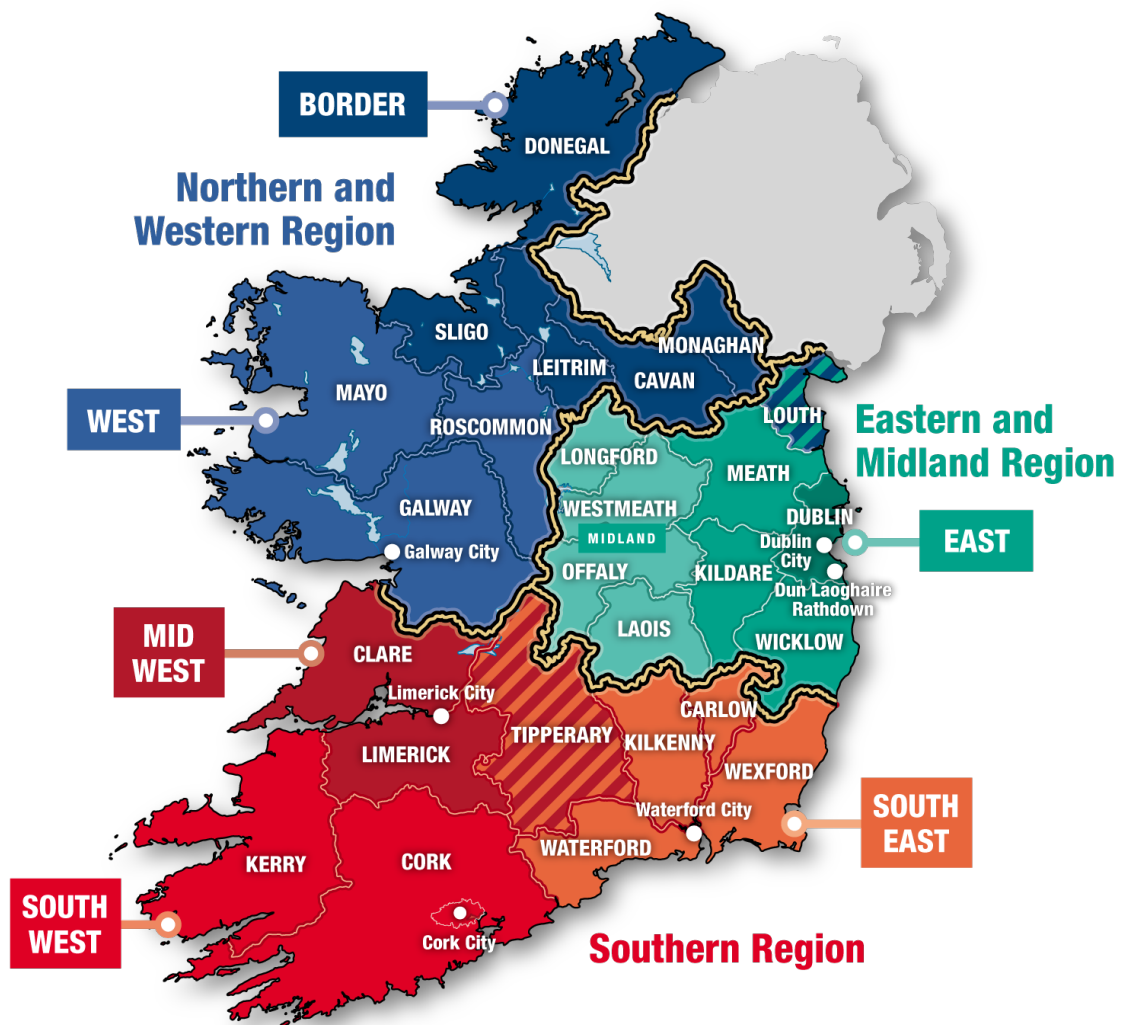 BORDER
DONEGAL
Northern and
Western Region
SLIGO
MONAGHAN
LEITRIM
CAVAN
MAYO
WEST
ROSCOMMON
LOUTH
Eastern and
Midland Region
LONGFORD
MEATH
GALWAY
WESTMEATH
DUBLIN
MIDLAND
Dublin
City
EAST
Galway City
OFFALY
KILDARE
Dun Laoghaire
Rathdown
LAOIS
WICKLOW
MID
WEST
CLARE
Limerick City
CARLOW
TIPPERARY
KILKENNY
LIMERICK
WEXFORD
Waterford City
SOUTH
EAST
WATERFORD
KERRY
CORK
SOUTH
WEST
Cork City
Southern Region